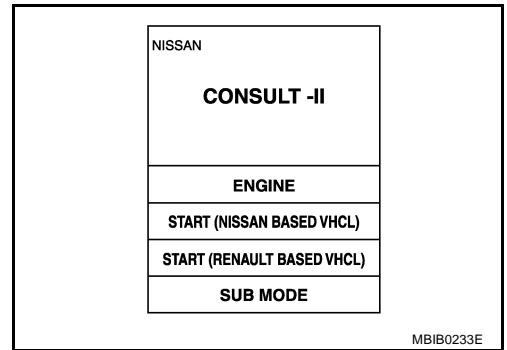 NISSAN
CONSULT -II
ENGINE
START (NISSAN BASED VHCL)
START (RENAULT BASED VHCL)
SUB MODE
MBIB0233E